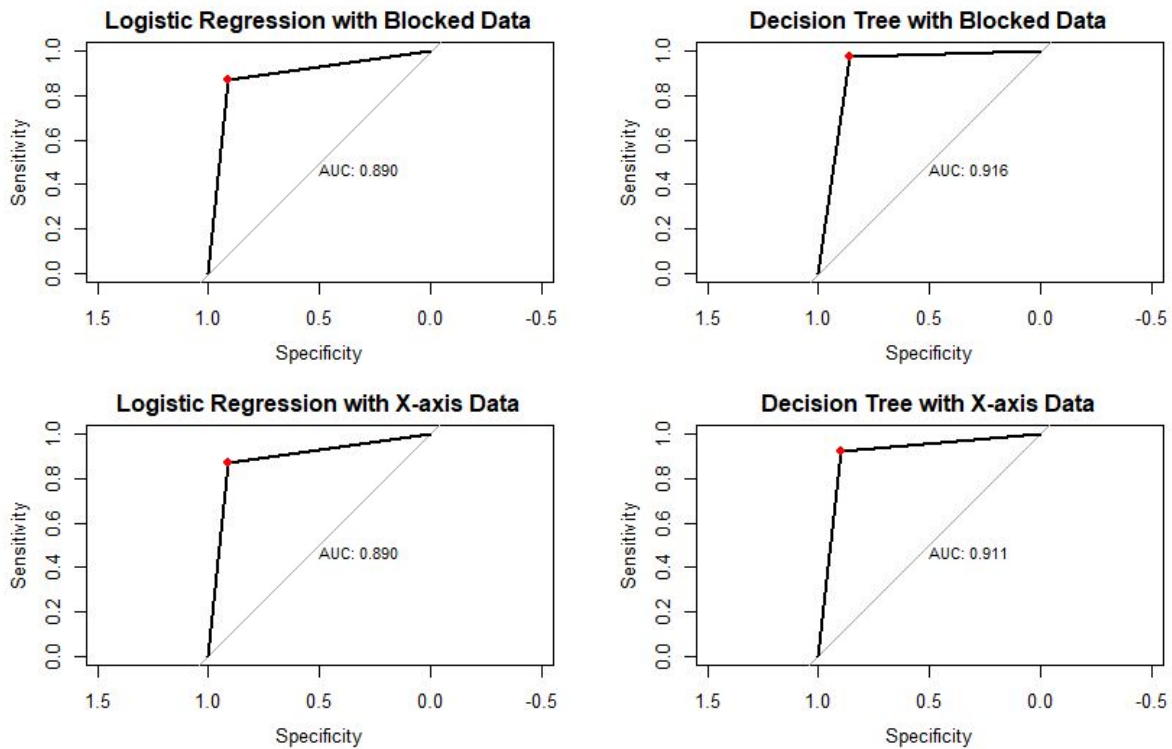 Logistic Regression with Blocked Data
Sensitivity
0.0 0.2 0.4 0.6 0.8 1.0
AUC: 0.890
1.5 1.0 0.5 0.0 -0.5
Specificity
Decision Tree with Blocked Data
Sensitivity
0.0 0.2 0.4 0.6 0.8 1.0
AUC: 0.916
1.5 1.0 0.5 0.0 -0.5
Specificity
Logistic Regression with X-axis Data
Sensitivity
0.0 0.2 0.4 0.6 0.8 1.0
AUC: 0.890
1.5 1.0 0.5 0.0 -0.5
Specificity
Decision Tree with X-axis Data
Sensitivity
0.0 0.2 0.4 0.6 0.8 1.0
AUC: 0.911
1.5 1.0 0.5 0.0 -0.5
Specificity